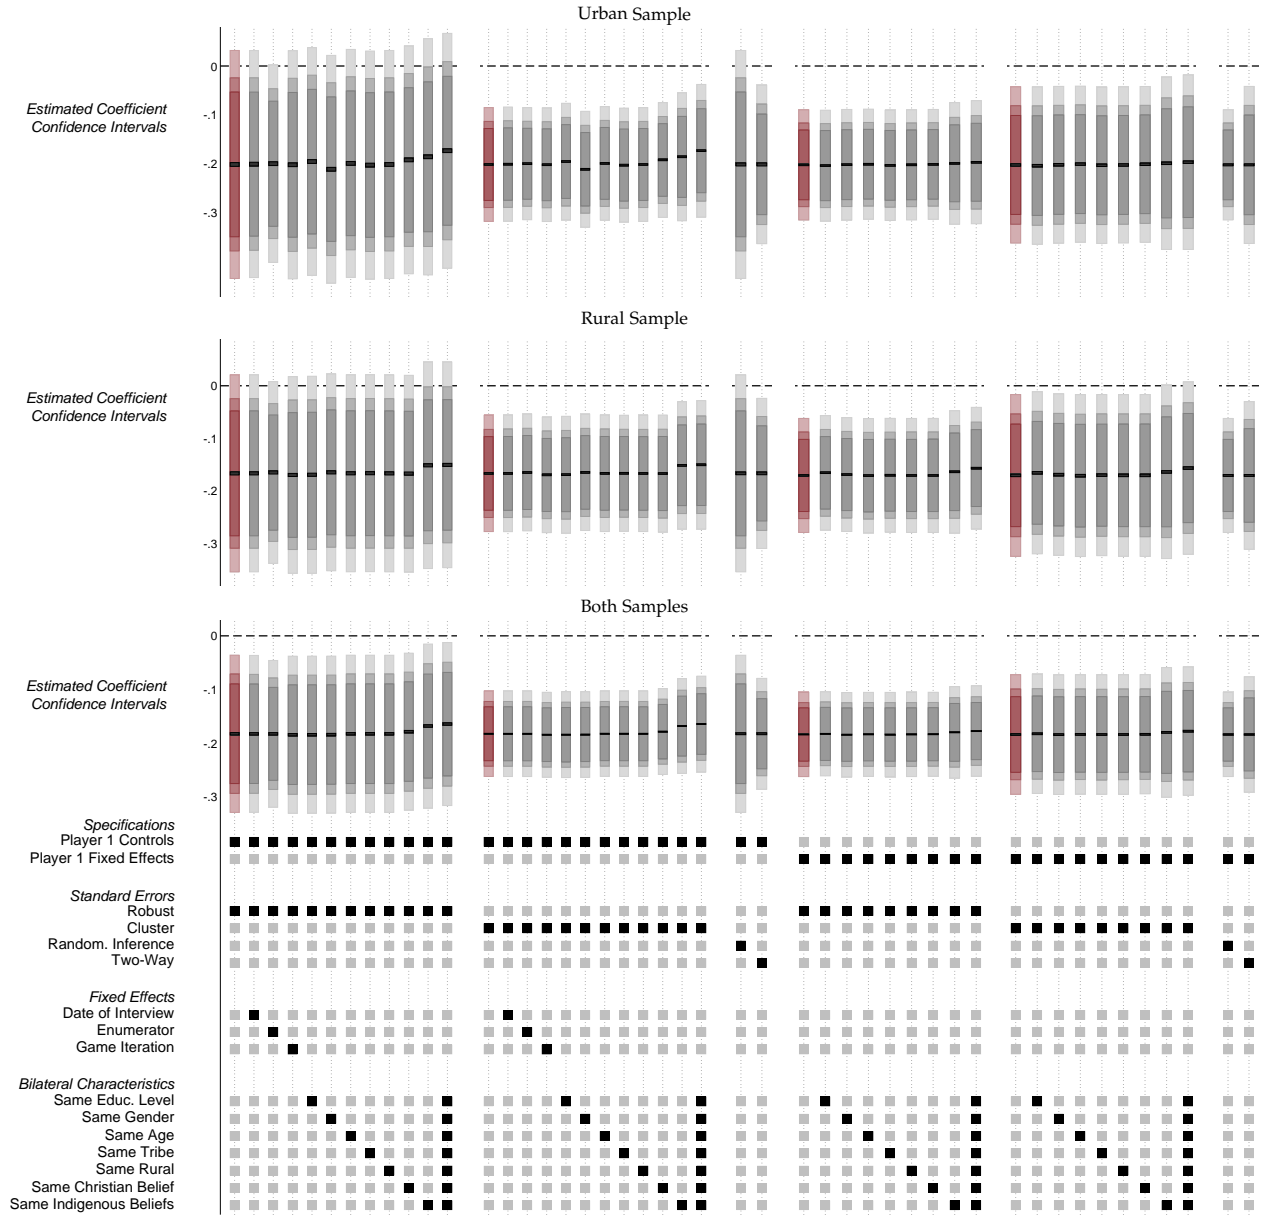 Urban Sample
0
Estimated Coefficient
-.1
Confidence Intervals
-.2
-.3
Rural Sample
0
Estimated Coefficient
Confidence Intervals
-.1
-.2
-.3
Both Samples
0
Estimated Coefficient
-.1
Confidence Intervals
-.2
-.3
Specifications
Player 1 Controls
Player 1 Fixed Effects
Standard Errors
Robust
Cluster
Random. Inference
Two-Way
Fixed Effects
Date of Interview
Enumerator
Game Iteration
Bilateral Characteristics
Same Educ. Level
Same Gender
Same Age
Same Tribe
Same Rural
Same Christian Belief
Same Indigenous Beliefs